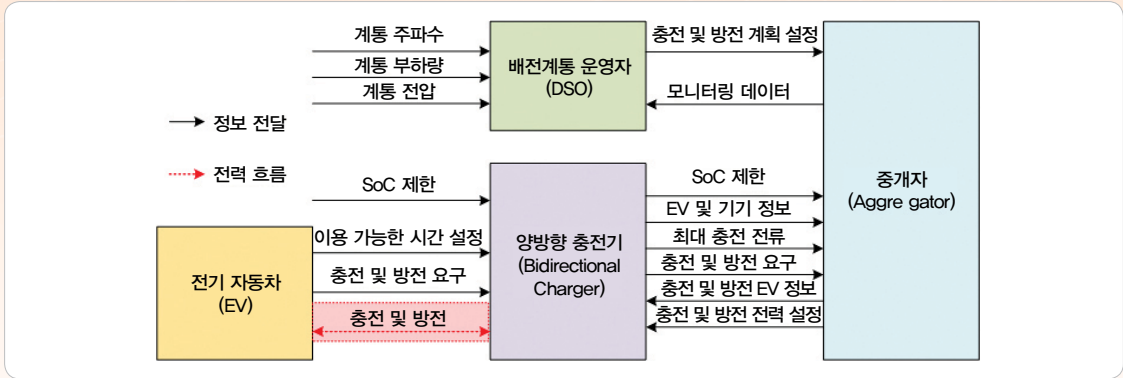 계통 주파수
계통 부하량
계통 전압
배전계통 운영자
(DSO)
충전 및 방전 계획 설정
모니터링 데이터
정보 전달
전력 흐름
SoC 제한
이용 가능한 시간 설정
충전 및 방전 요구
충전 및 방전
전기 자동차
(EV)
양방향 충전기
(Bidirectional
Charger)
SoC 제한
EV 및 기기 정보
최대 충전 전류
충전 및 방전 요구
충전 및 방전 EV 정보
충전 및 방전 전력 설정
중개자
(Aggre gator)